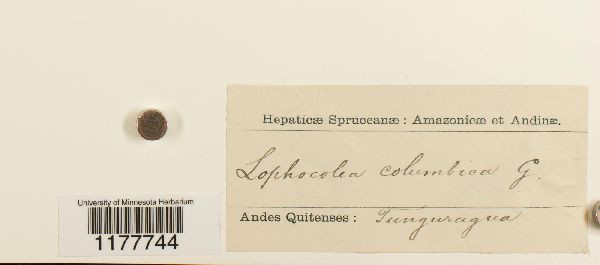 Hepaticæ Spruceanæ: Amazonicæ et Andinæ.
Lophocolea columbica G.
Andes Quitenses: Tunguragua
University of Minnesota Herbarium
1177744